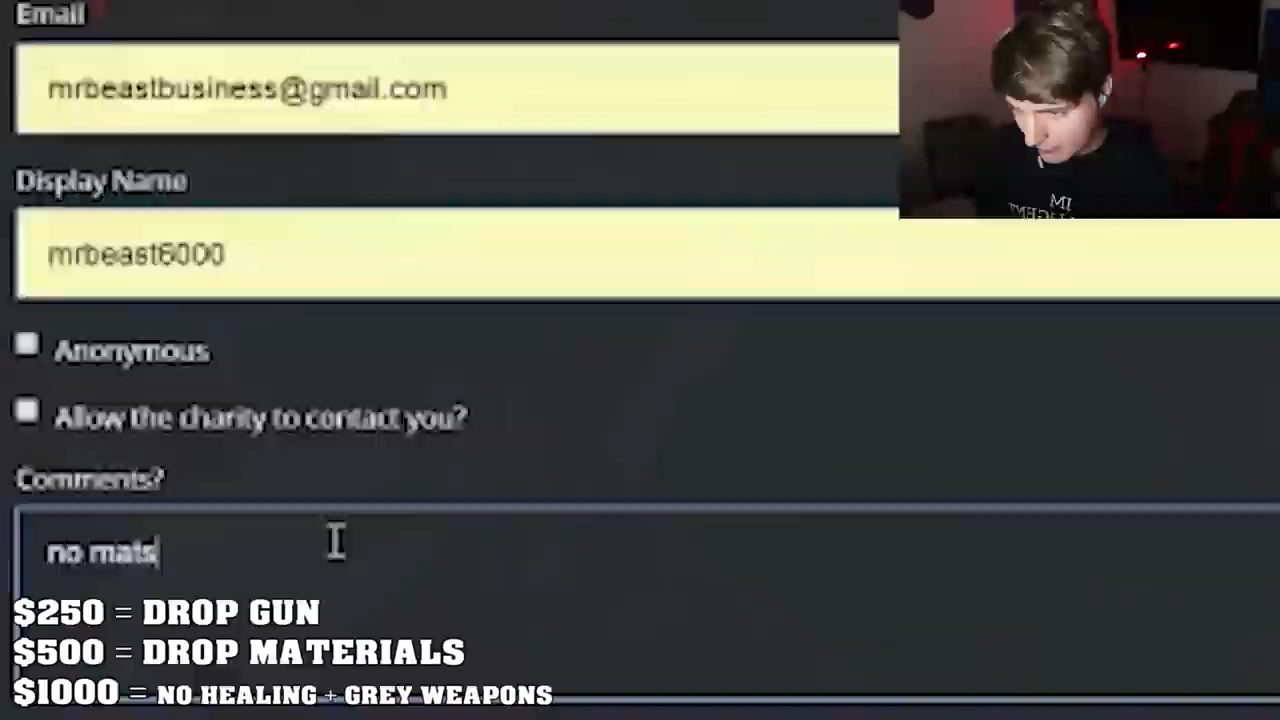 Email
mrbeastbusiness@gmail.com
Display Name
mrbeast6000
Anonymous
Allow the charity to contact you?
Comments?
no mats
$250 = DROP GUN
$500 = DROP MATERIALS
$1000 = NO HEALING + GREY WEAPONS
IM